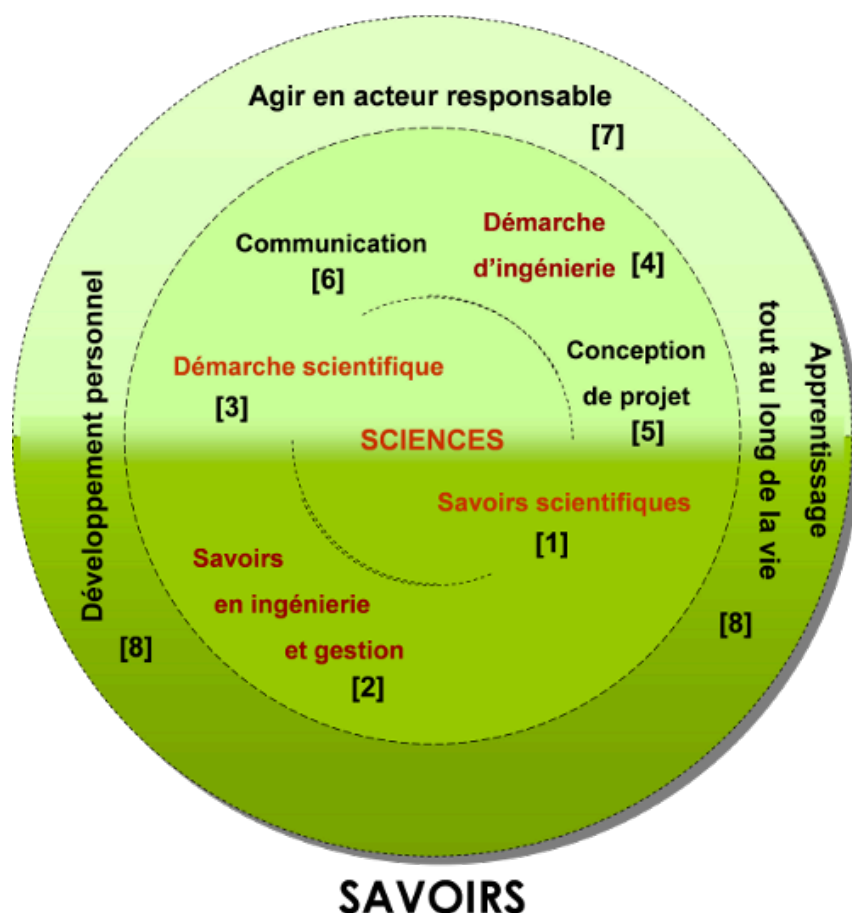 Agir en acteur responsable
[7]
Communication
[6]
Démarche
d'ingénierie [4]
Développement personnel
[8]
Démarche scientifique
[3]
Conception
de projet
[5]
Apprentissage
tout au long de la vie
[8]
SCIENCES
Savoirs scientifiques
[1]
Savoirs
en ingénierie
et gestion
[2]
SAVOIRS